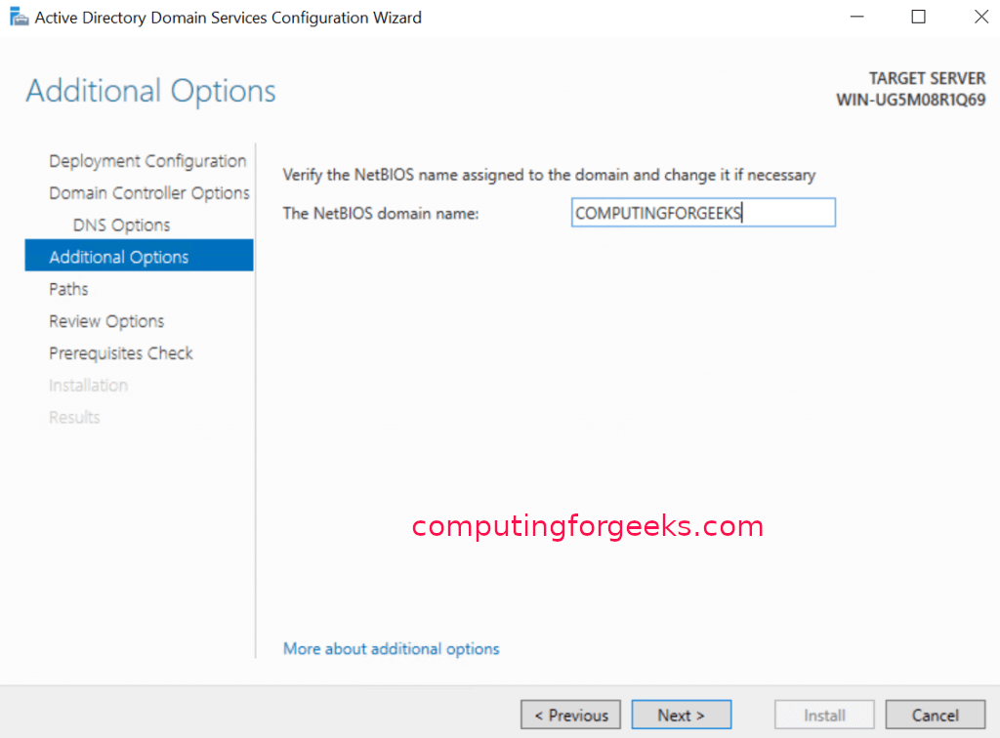 Active Directory Domain Services Configuration Wizard
Additional Options
TARGET SERVER
WIN-UG5M08R1Q69
Deployment Configuration
Domain Controller Options
DNS Options
Additional Options
Paths
Review Options
Prerequisites Check
Installation
Results
Verify the NetBIOS name assigned to the domain and change it if necessary
The NetBIOS domain name: COMPUTINGFORGEEKS
computingforgeeks.com
More about additional options
< Previous Next > Install Cancel